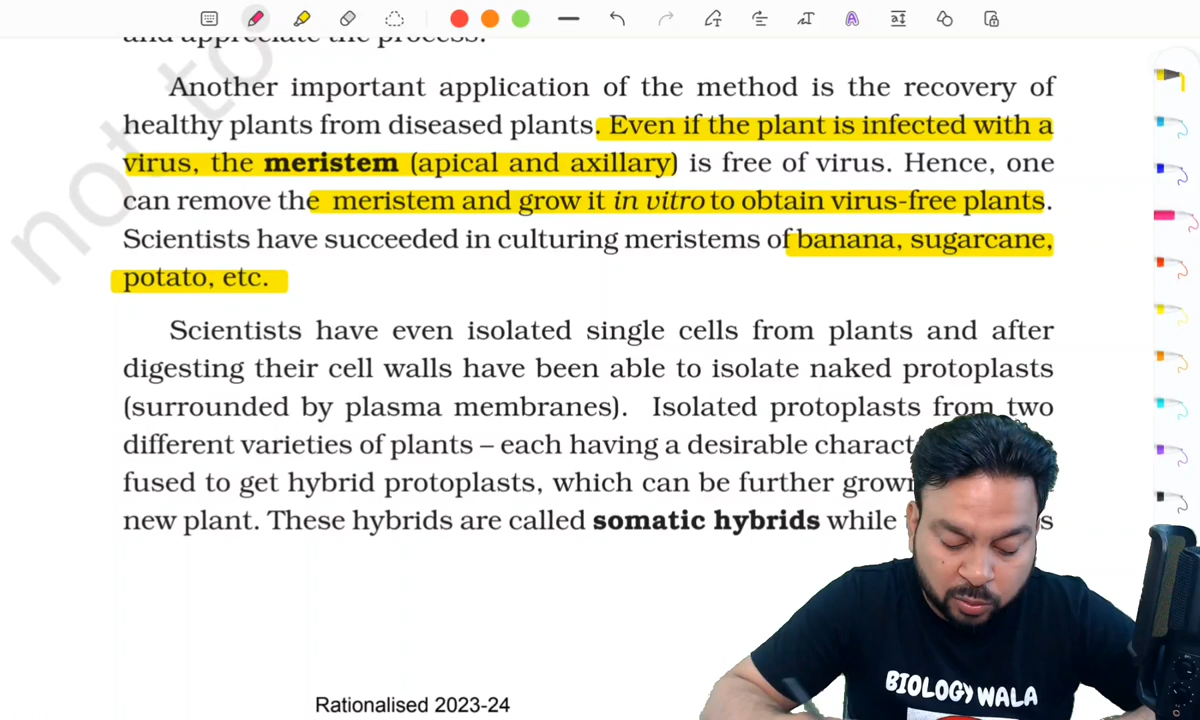 and appreciate the process.
Another important application of the method is the recovery of
healthy plants from diseased plants. Even if the plant is infected with a
virus, the meristem (apical and axillary) is free of virus. Hence, one
can remove the meristem and grow it in vitro to obtain virus-free plants.
Scientists have succeeded in culturing meristems of banana, sugarcane,
potato, etc.
Scientists have even isolated single cells from plants and after
digesting their cell walls have been able to isolate naked protoplasts
(surrounded by plasma membranes). Isolated protoplasts from two
different varieties of plants – each having a desirable
fused to get hybrid protoplasts, which can be further
new plant. These hybrids are called somatic hybrids while
not to
BIOLOGY WALA
Rationalised 2023-24